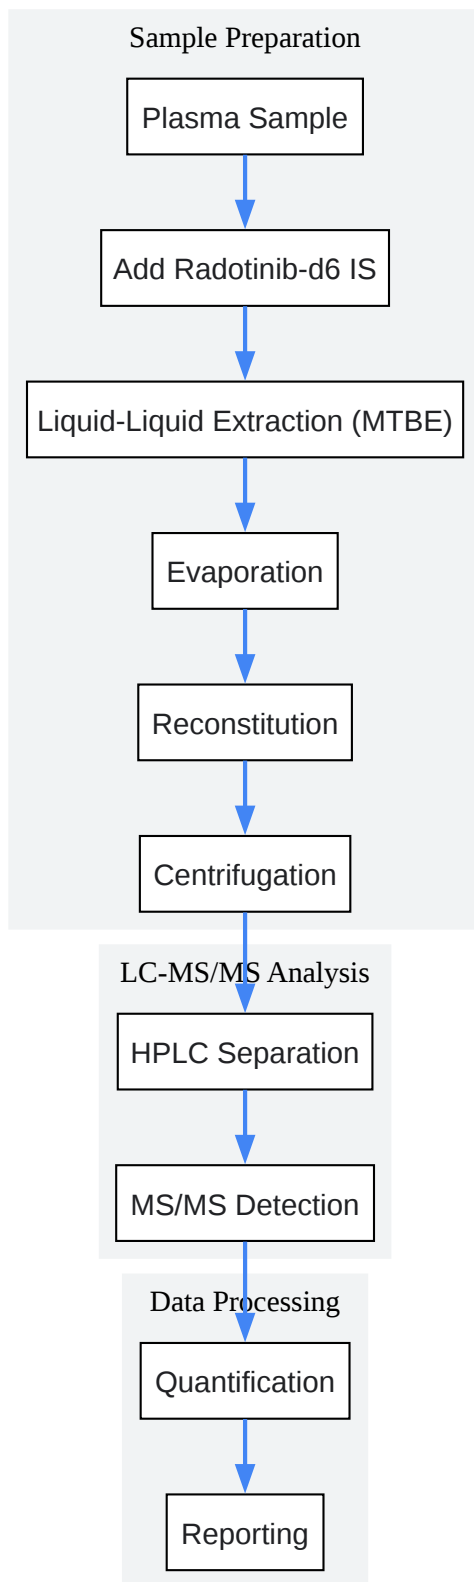 Sample Preparation
Plasma Sample
Add Radotinib-d6 IS
Liquid-Liquid Extraction (MTBE)
Evaporation
Reconstitution
Centrifugation
LC-MS/MS Analysis
HPLC Separation
MS/MS Detection
Data Processing
Quantification
Reporting